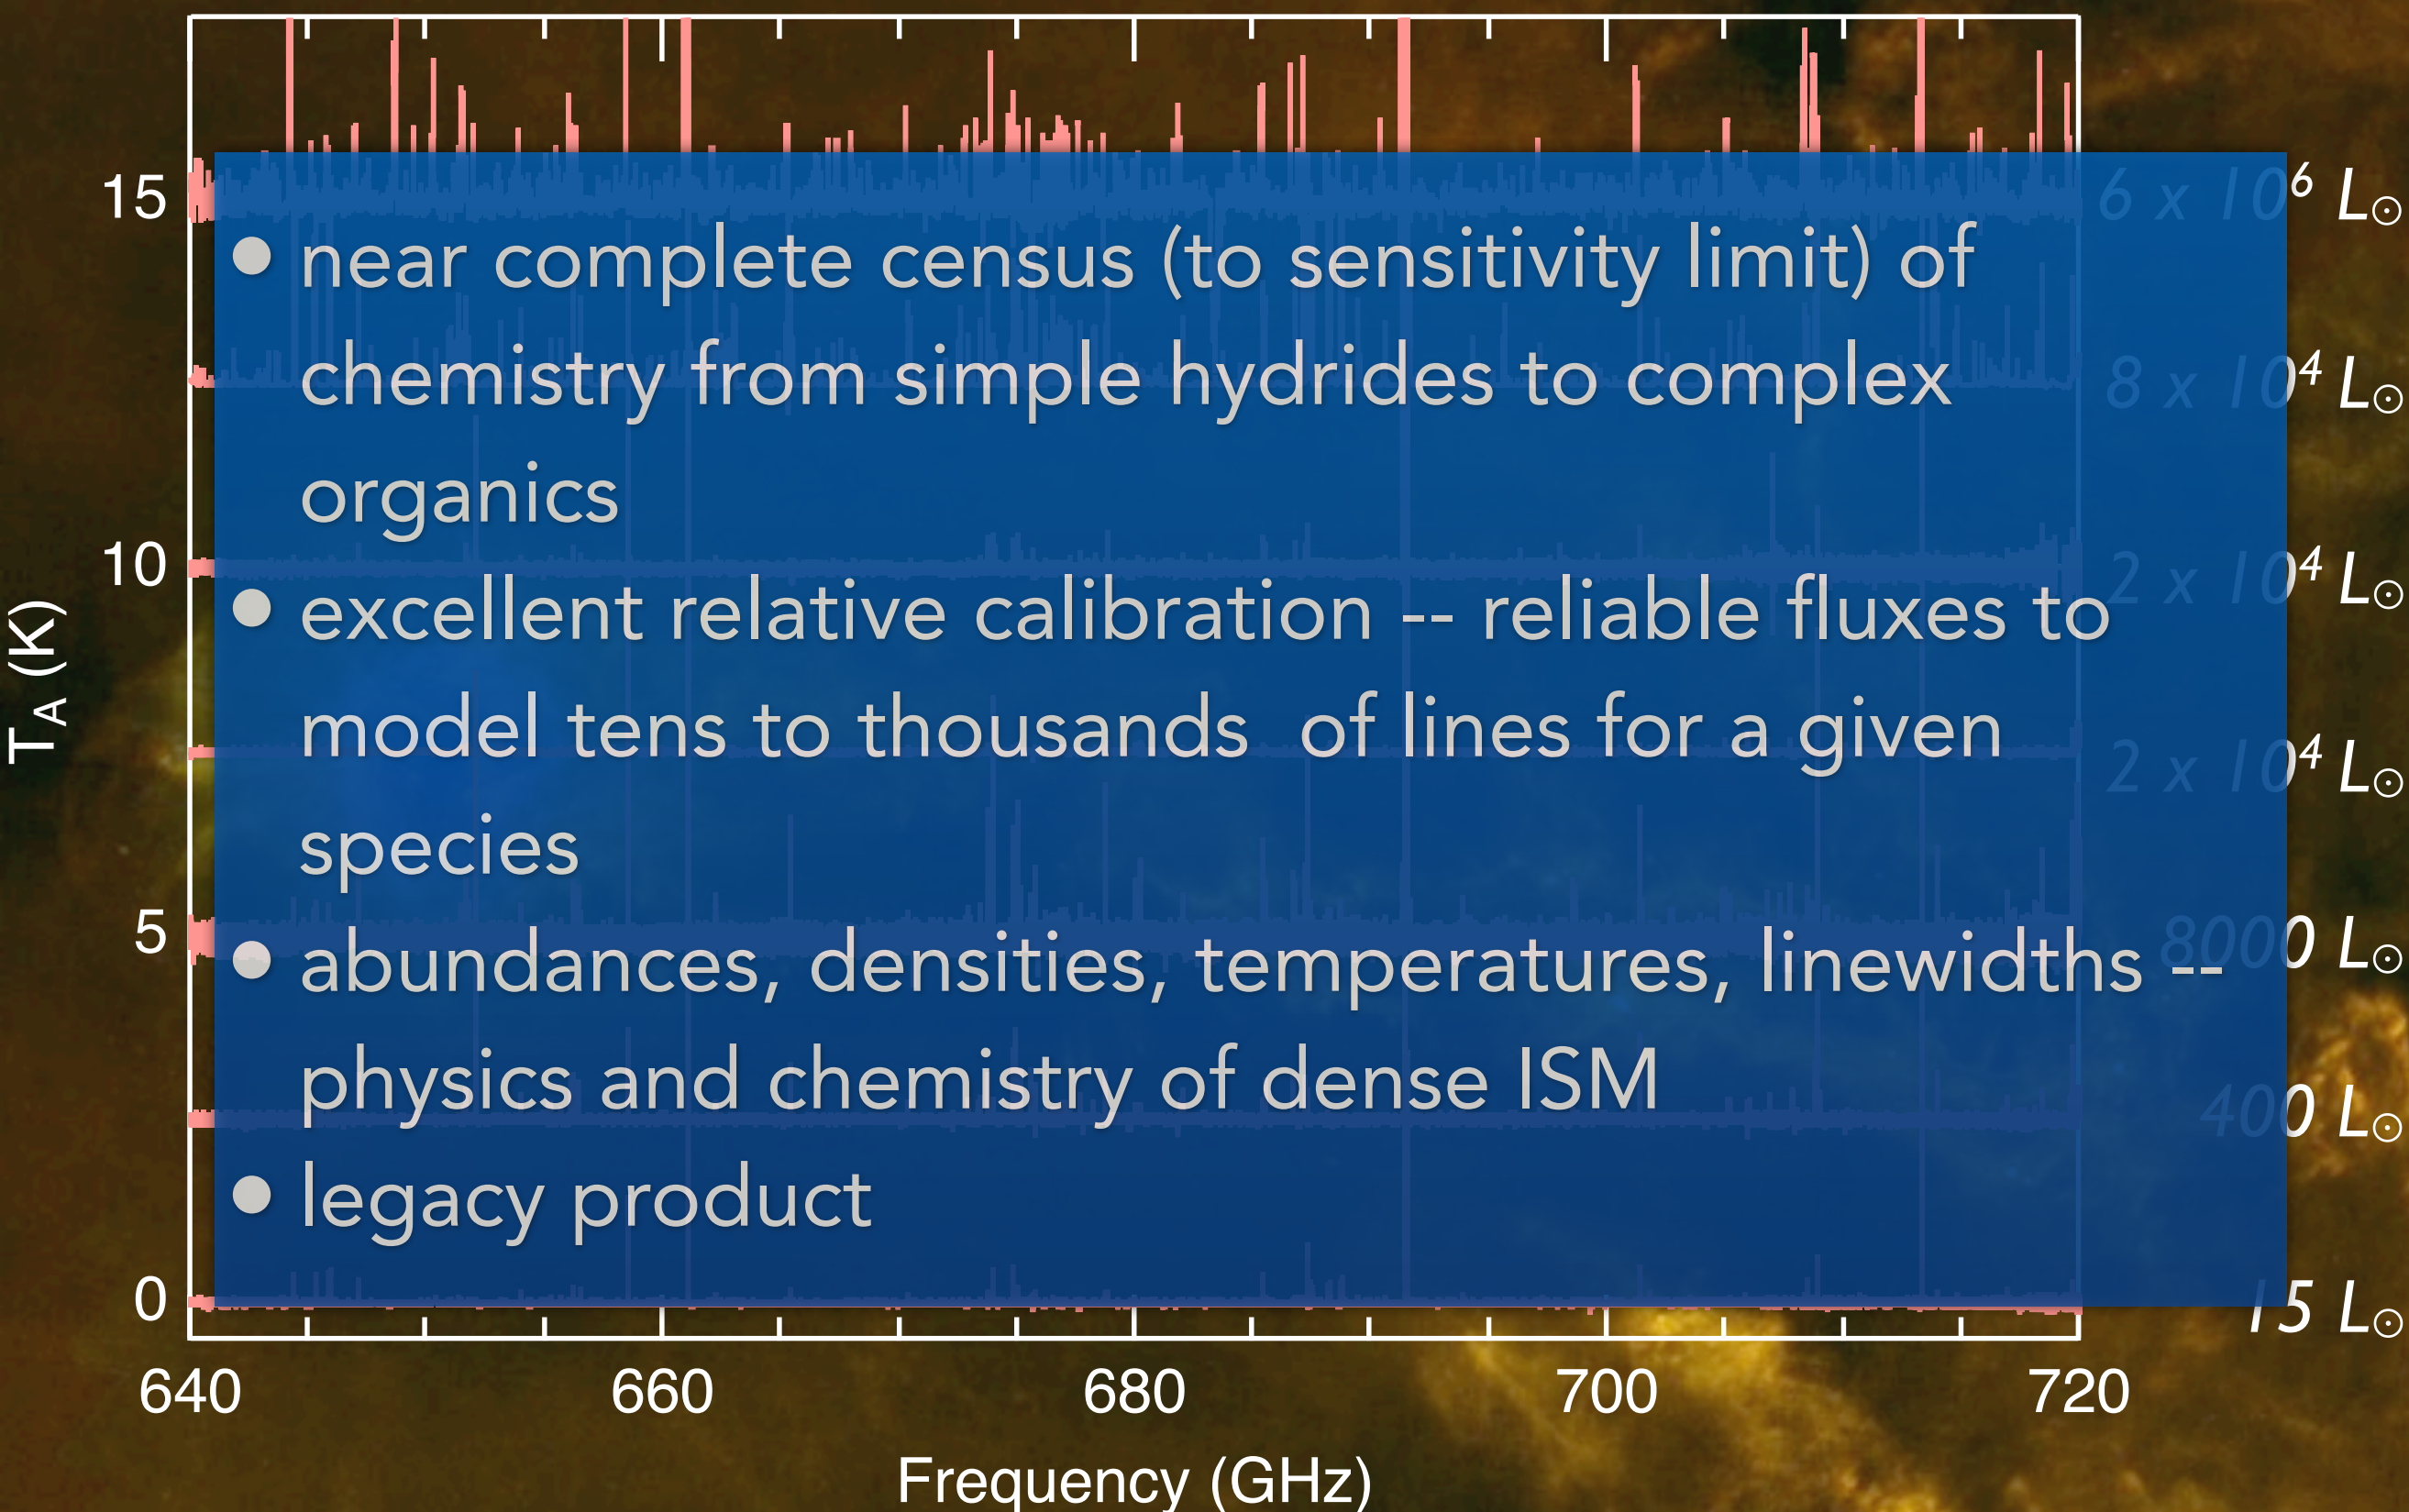 15
10
5
0
T_A (K)
6 x 10⁶ L⊙
8 x 10⁴ L⊙
2 x 10⁴ L⊙
2 x 10⁴ L⊙
8000 L⊙
400 L⊙
15 L⊙
● near complete census (to sensitivity limit) of
chemistry from simple hydrides to complex
organics
● excellent relative calibration -- reliable fluxes to
model tens to thousands  of lines for a given
species
● abundances, densities, temperatures, linewidths --
physics and chemistry of dense ISM
● legacy product
640 660 680 700 720
Frequency (GHz)